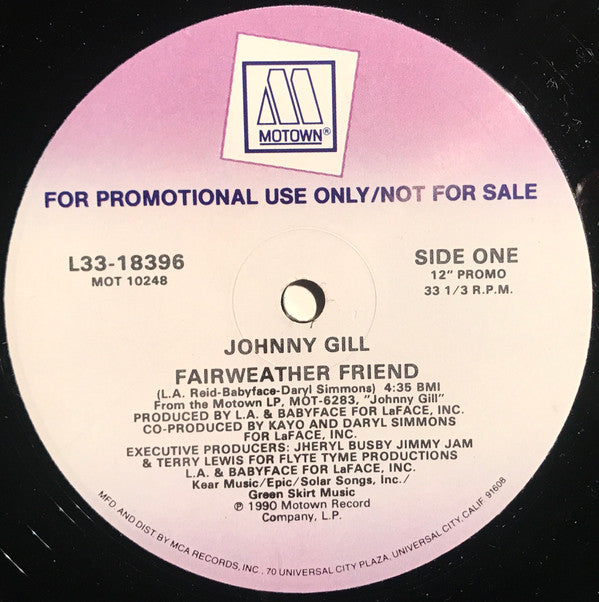 MOTOWN®
FOR PROMOTIONAL USE ONLY/NOT FOR SALE
L33-18396
MOT 10248
SIDE ONE
12" PROMO
33 1/3 R.P.M.
JOHNNY GILL
FAIRWEATHER FRIEND
(L.A. Reid-Babyface-Daryl Simmons) 4:35 BMI
From the Motown LP, MOT-6283, "Johnny Gill"
PRODUCED BY L.A. & BABYFACE FOR LaFACE, INC.
CO-PRODUCED BY KAYO AND DARYL SIMMONS
FOR LaFACE, INC.
EXECUTIVE PRODUCERS: JHERYL BUSBY JIMMY JAM
& TERRY LEWIS FOR FLYTE TYME PRODUCTIONS
L.A. & BABYFACE FOR LaFACE, INC.
Kear Music/Epic/Solar Songs, Inc./
Green Skirt Music
℗ 1990 Motown Record
Company, L.P.
MFD AND DIST BY MCA RECORDS, INC., 70 UNIVERSAL CITY PLAZA, UNIVERSAL CITY, CALIF. 91608